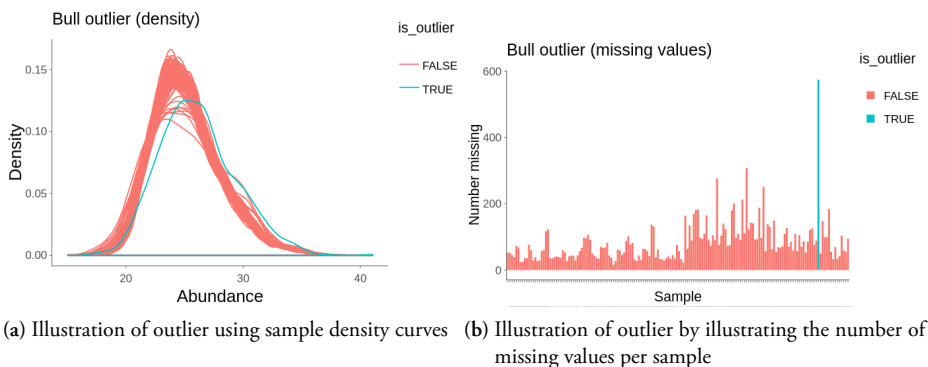 Bull outlier (density)
is_outlier
FALSE
TRUE
0.15
0.10
0.05
0.00
Density
20
30
40
Abundance
(a) Illustration of outlier using sample density curves
Bull outlier (missing values)
is_outlier
FALSE
TRUE
600
400
200
0
Number missing
Sample
(b) Illustration of outlier by illustrating the number of
missing values per sample